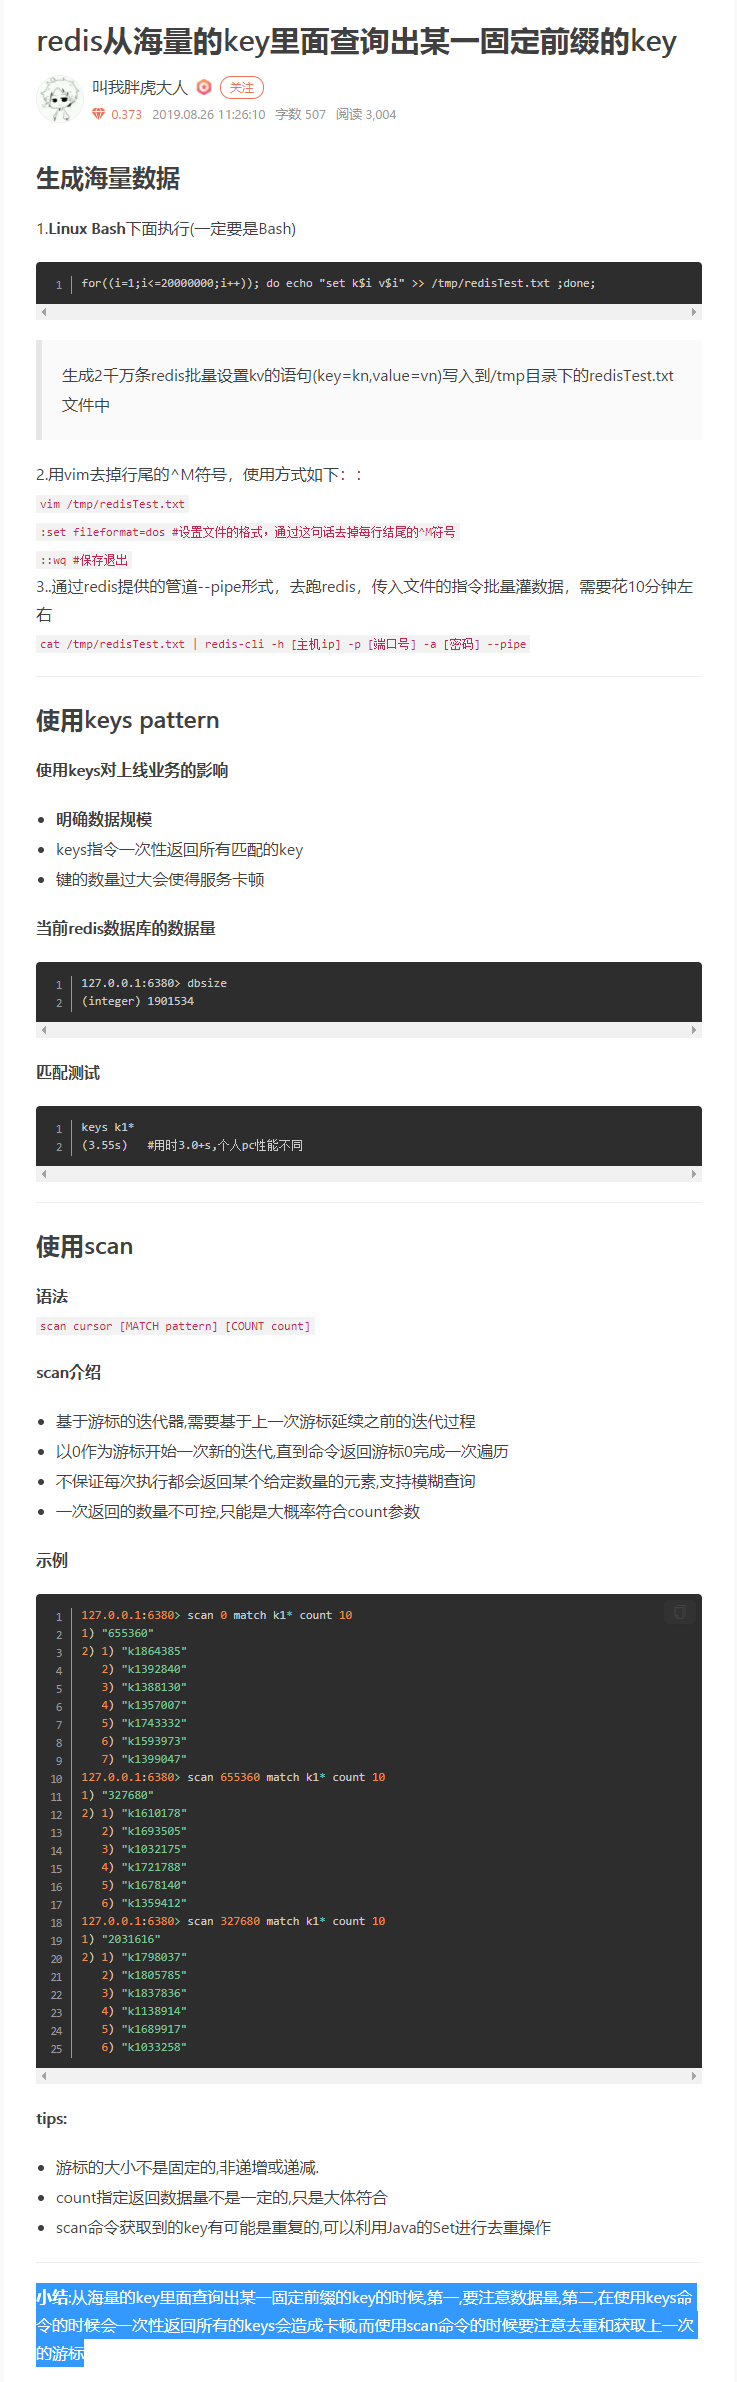 redis从海量的key里面查询出某一固定前缀的key
叫我胖虎大人 关注
0.373 2019.08.26 11:26:10 字数 507 阅读 3,004
生成海量数据
1.Linux Bash下面执行(一定要是Bash)
1 for((i=1;i<=20000000;i++)); do echo "set k$i v$i" >> /tmp/redisTest.txt ;done;
生成2千万条redis批量设置kv的语句(key=kn,value=vn)写入到/tmp目录下的redisTest.txt
文件中
2.用vim去掉行尾的^M符号，使用方式如下：：
vim /tmp/redisTest.txt
:set fileformat=dos #设置文件的格式，通过这句话去掉每行结尾的^M符号
::wq #保存退出
3..通过redis提供的管道--pipe形式，去跑redis，传入文件的指令批量灌数据，需要花10分钟左
右
cat /tmp/redisTest.txt | redis-cli -h [主机ip] -p [端口号] -a [密码] --pipe
使用keys pattern
使用keys对上线业务的影响
• 明确数据规模
• keys指令一次性返回所有匹配的key
• 键的数量过大会使得服务卡顿
当前redis数据库的数据量
1 127.0.0.1:6380> dbsize
2 (integer) 1901534
匹配测试
1 keys k1*
2 (3.55s) #用时3.0+s,个人pc性能不同
使用scan
语法
scan cursor [MATCH pattern] [COUNT count]
scan介绍
• 基于游标的迭代器,需要基于上一次游标延续之前的迭代过程
• 以0作为游标开始一次新的迭代,直到命令返回游标0完成一次遍历
• 不保证每次执行都会返回某个给定数量的元素,支持模糊查询
• 一次返回的数量不可控,只能是大概率符合count参数
示例
1 127.0.0.1:6380> scan 0 match k1* count 10
2 1) "655360"
3 2) 1) "k1864385"
4 2) "k1392840"
5 3) "k1388130"
6 4) "k1357007"
7 5) "k1743332"
8 6) "k1593973"
9 7) "k1399047"
10 127.0.0.1:6380> scan 655360 match k1* count 10
11 1) "327680"
12 2) 1) "k1610178"
13 2) "k1693505"
14 3) "k1032175"
15 4) "k1721788"
16 5) "k1678140"
17 6) "k1359412"
18 127.0.0.1:6380> scan 327680 match k1* count 10
19 1) "2031616"
20 2) 1) "k1798037"
21 2) "k1805785"
22 3) "k1837836"
23 4) "k1138914"
24 5) "k1689917"
25 6) "k1033258"
tips:
• 游标的大小不是固定的,非递增或递减.
• count指定返回数据量不是一定的,只是大体符合
• scan命令获取到的key有可能是重复的,可以利用Java的Set进行去重操作
小结:从海量的key里面查询出某一固定前缀的key的时候,第一,要注意数据量,第二,在使用keys命
令的时候会一次性返回所有的keys会造成卡顿,而使用scan命令的时候要注意去重和获取上一次
的游标